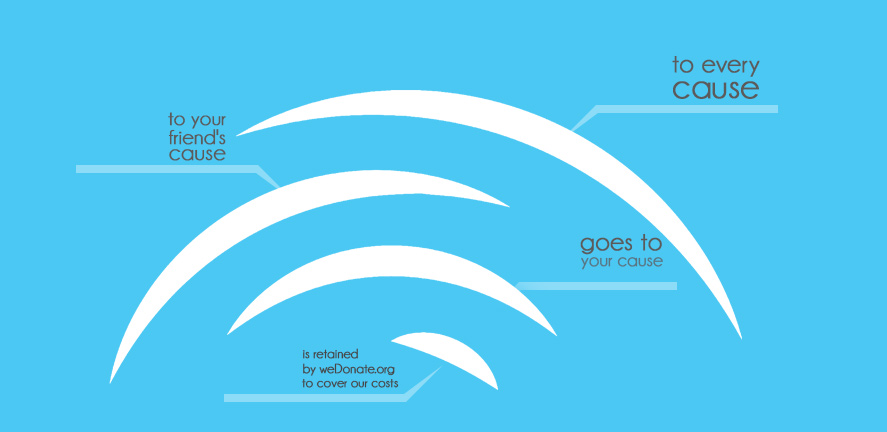 to every
cause
to your
friend's
cause
goes to
your cause
is retained
by weDonate.org
to cover our costs